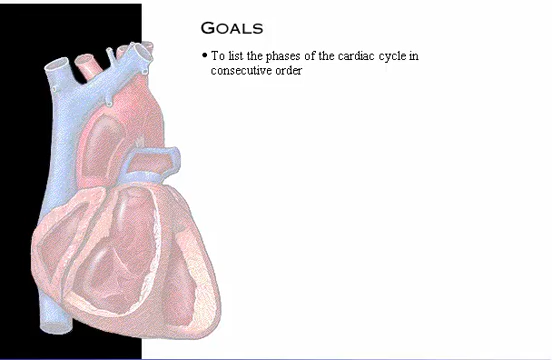 GOALS
• To list the phases of the cardiac cycle in
consecutive order